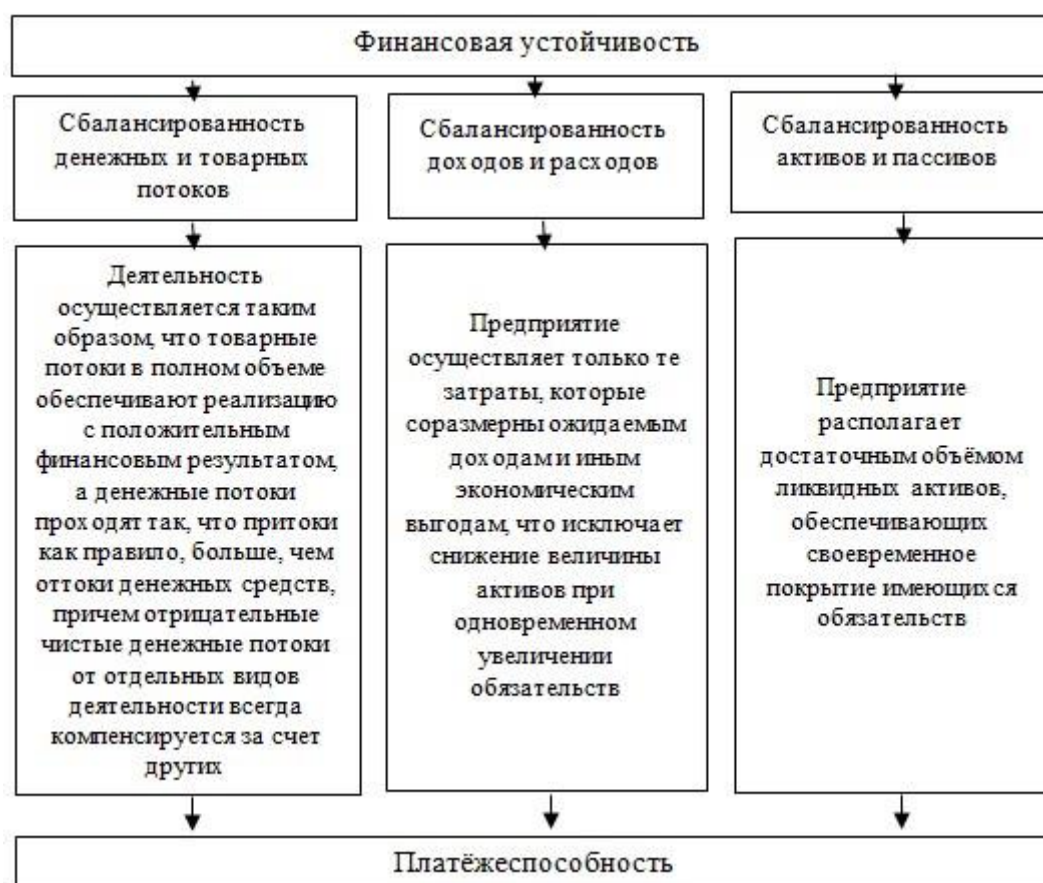 Финансовая устойчивость
Сбалансированность
денежных и товарных
потоков
Сбалансированность
доходов и расходов
Сбалансированность
активов и пассивов
Деятельность
осуществляется таким
образом, что товарные
потоки в полном объеме
обеспечивают реализацию
с положительным
финансовым результатом,
а денежные потоки
проходят так, что притоки
как правило, больше, чем
оттоки денежных средств,
причем отрицательные
чистые денежные потоки
от отдельных видов
деятельности всегда
компенсируется за счет
других
Предприятие
осуществляет только те
затраты, которые
соразмерны ожидаемым
доходам и иным
экономическим
выгодам, что исключает
снижение величины
активов при
одновременном
увеличении
обязательств
Предприятие
располагает
достаточным объёмом
ликвидных активов,
обеспечивающих
своевременное
покрытие имеющихся
обязательств
Платёжеспособность